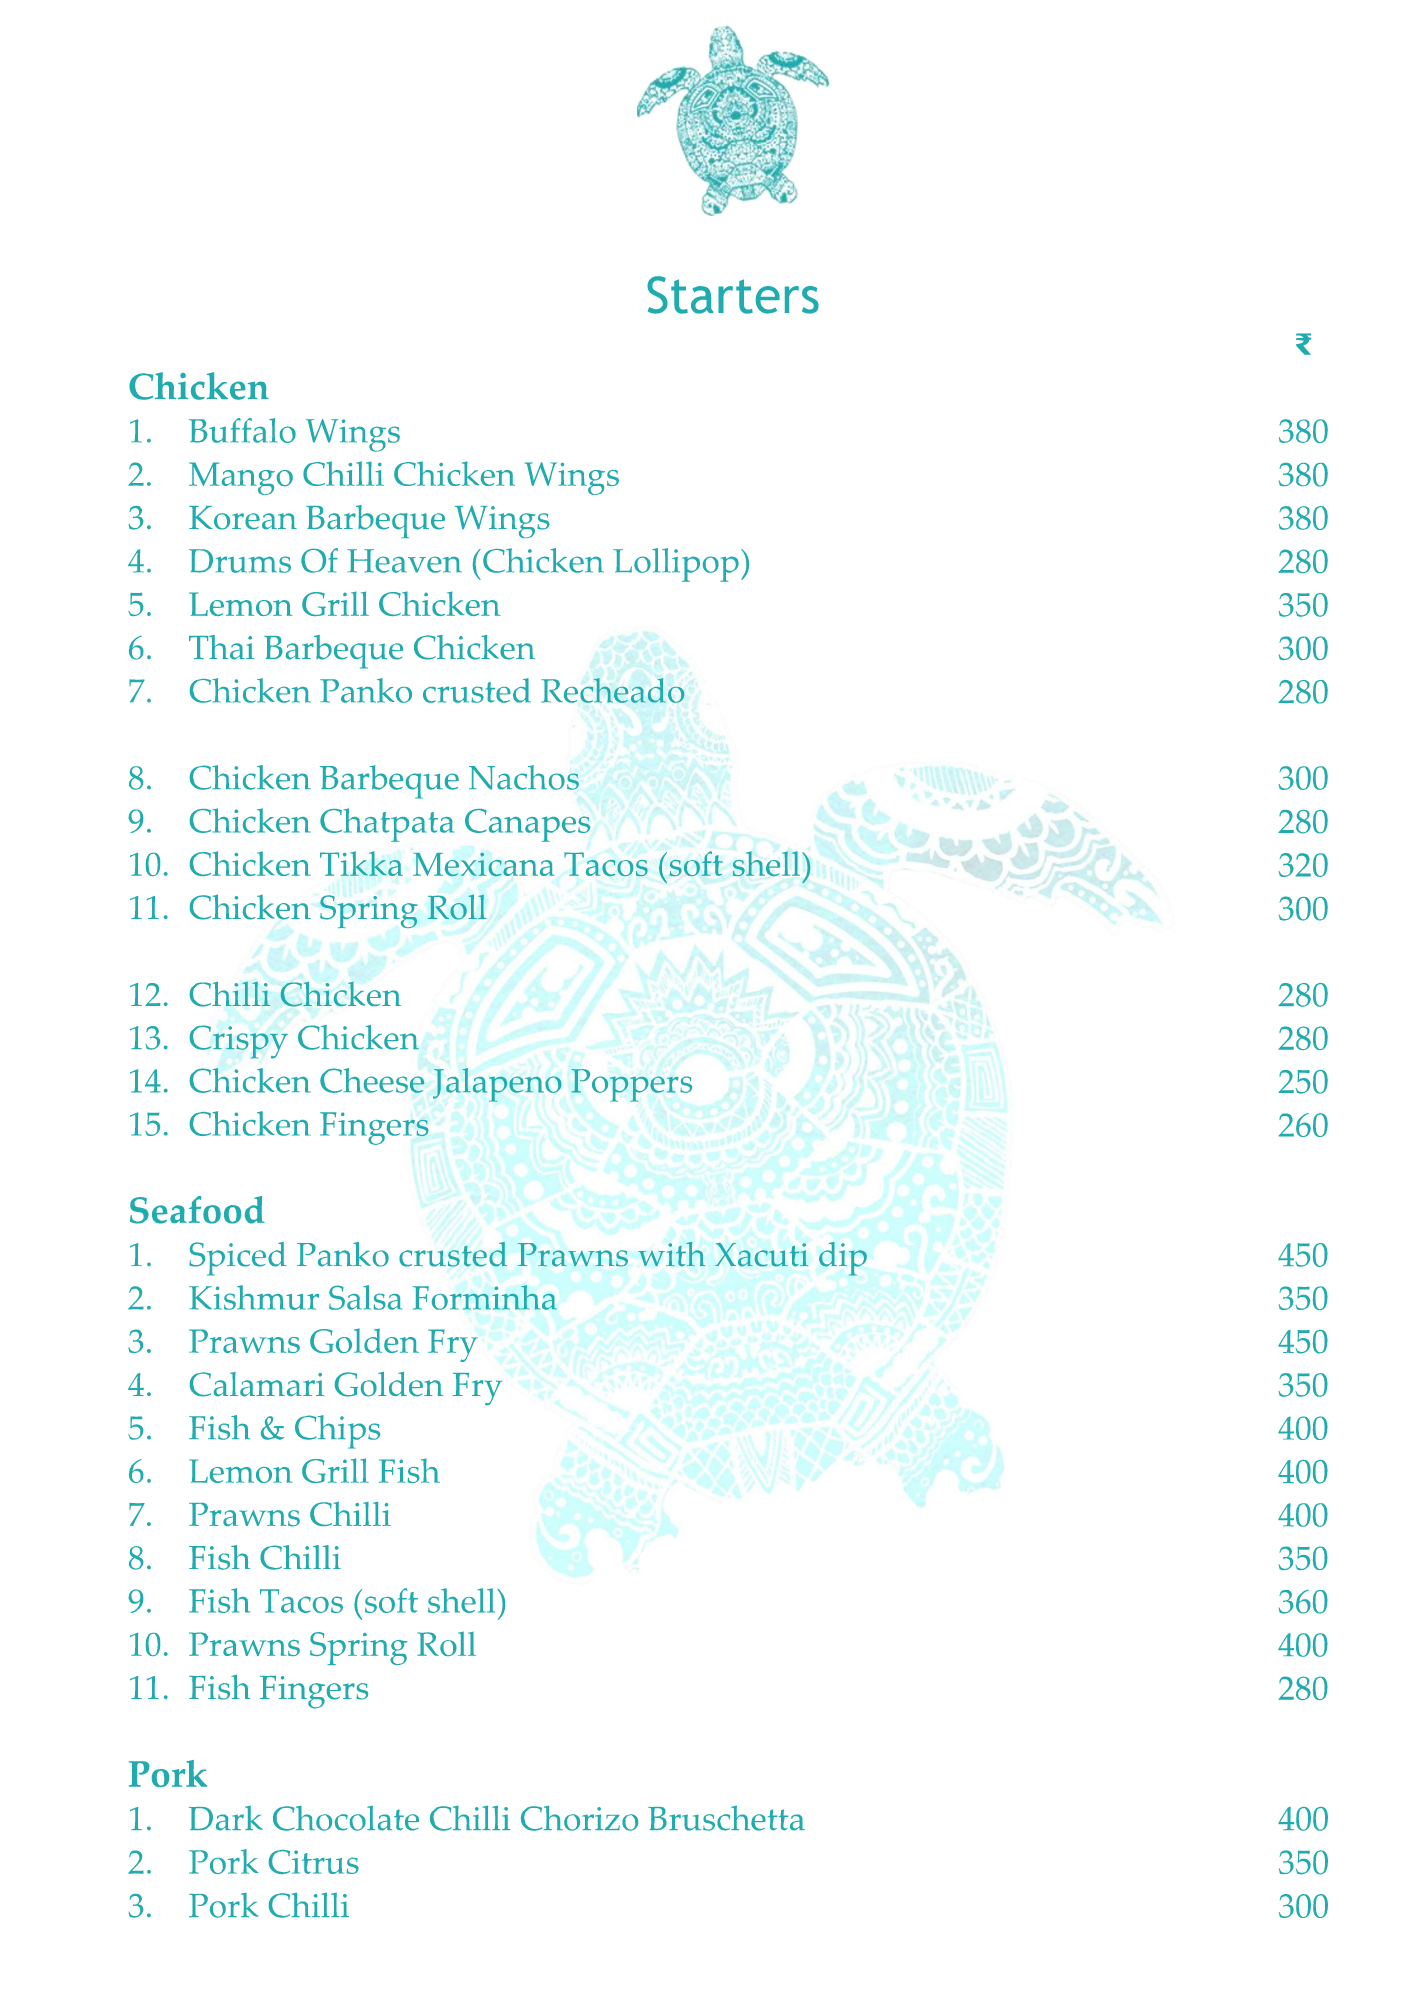 Starters
₹
Chicken
1. Buffalo Wings 380
2. Mango Chilli Chicken Wings 380
3. Korean Barbeque Wings 380
4. Drums Of Heaven (Chicken Lollipop) 280
5. Lemon Grill Chicken 350
6. Thai Barbeque Chicken 300
7. Chicken Panko crusted Recheado 280
8. Chicken Barbeque Nachos 300
9. Chicken Chatpata Canapes 280
10. Chicken Tikka Mexicana Tacos (soft shell) 320
11. Chicken Spring Roll 300
12. Chilli Chicken 280
13. Crispy Chicken 280
14. Chicken Cheese Jalapeno Poppers 250
15. Chicken Fingers 260
Seafood
1. Spiced Panko crusted Prawns with Xacuti dip 450
2. Kishmur Salsa Forminha 350
3. Prawns Golden Fry 450
4. Calamari Golden Fry 350
5. Fish & Chips 400
6. Lemon Grill Fish 400
7. Prawns Chilli 400
8. Fish Chilli 350
9. Fish Tacos (soft shell) 360
10. Prawns Spring Roll 400
11. Fish Fingers 280
Pork
1. Dark Chocolate Chilli Chorizo Bruschetta 400
2. Pork Citrus 350
3. Pork Chilli 300